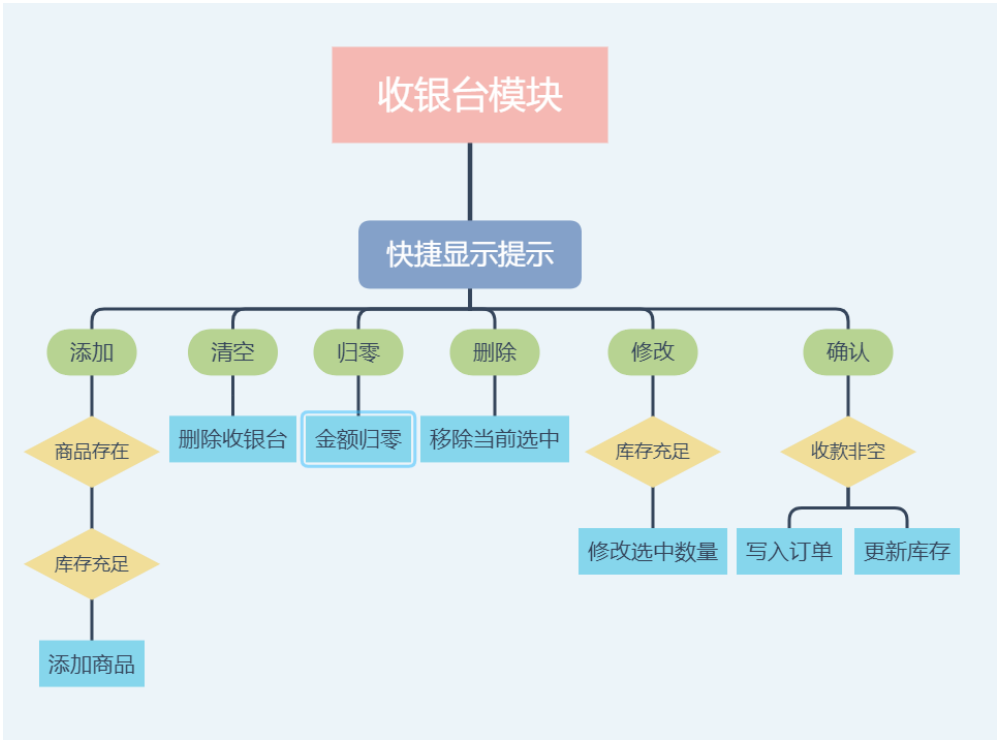 收银台模块
快捷显示提示
添加
清空
归零
删除
修改
确认
删除收银台
金额归零
移除当前选中
商品存在
库存充足
收款非空
修改选中数量
写入订单
更新库存
库存充足
添加商品